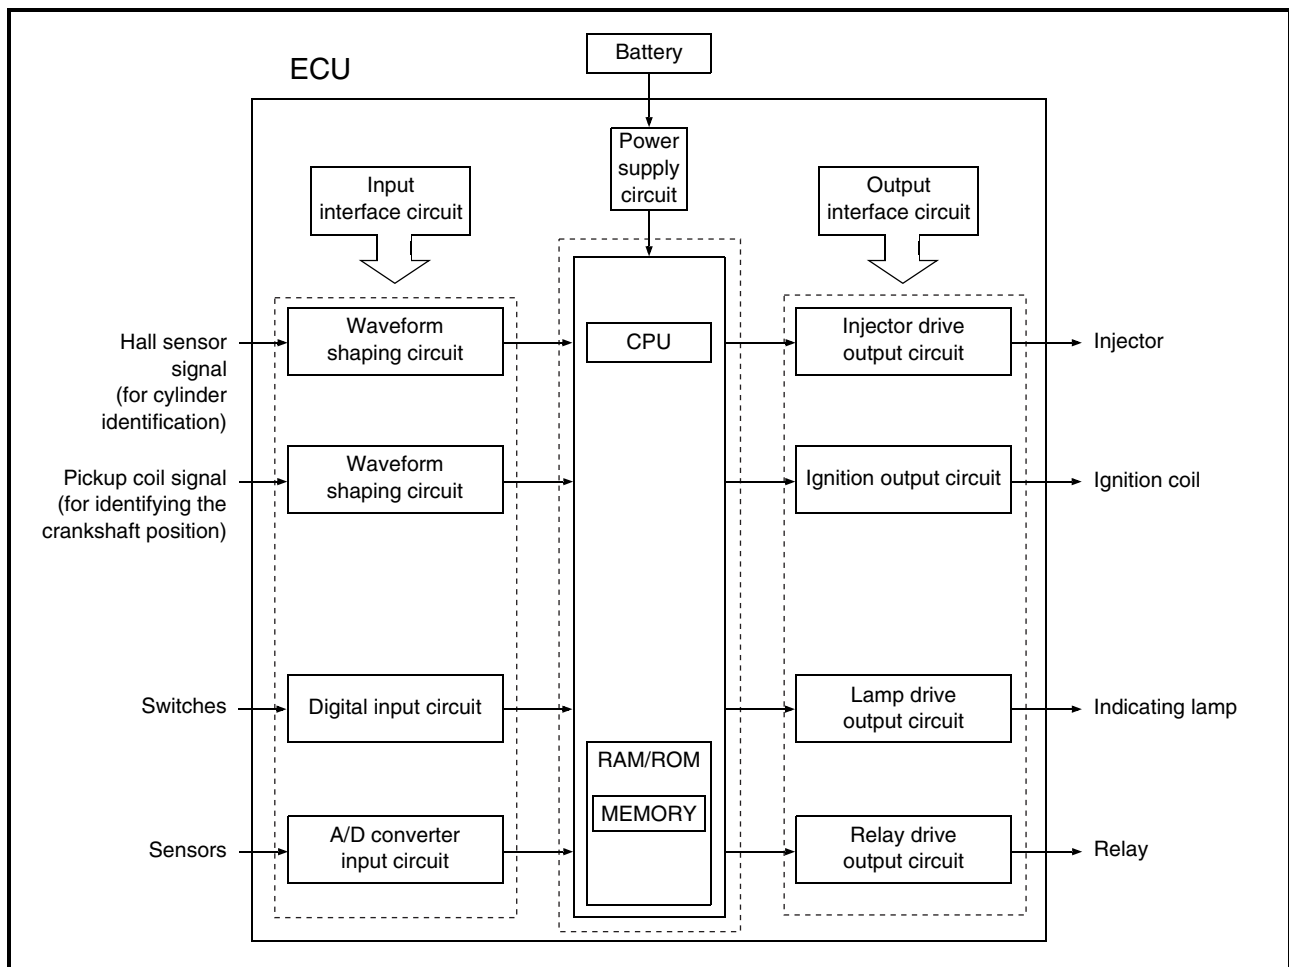 Battery
ECU
Power
supply
circuit
Input
interface circuit
Output
interface circuit
Hall sensor
signal
(for cylinder
identification)
Waveform
shaping circuit
CPU
Injector drive
output circuit
Injector
Pickup coil signal
(for identifying the
crankshaft position)
Waveform
shaping circuit
Ignition output circuit
Ignition coil
Switches
Digital input circuit
Lamp drive
output circuit
Indicating lamp
RAM/ROM
MEMORY
Sensors
A/D converter
input circuit
Relay drive
output circuit
Relay